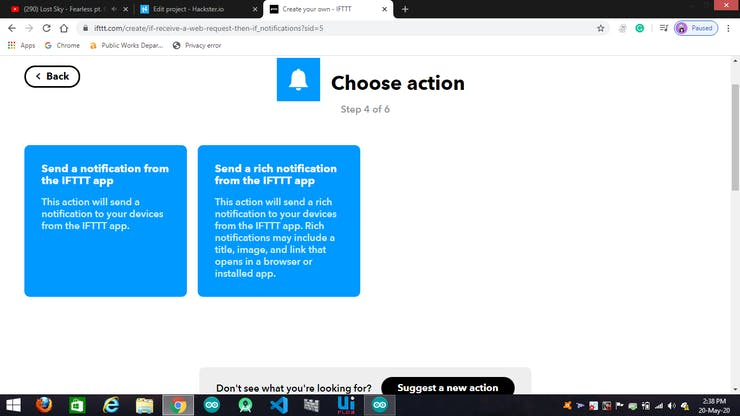 (290) Lost Sky - Fearless pt.
Edit project - Hackster.io
Create your own - IFTTT
ifttt.com/create/if-receive-a-web-request-then-if_notifications?sid=5
Paused
Apps
Chrome
Public Works Depar...
Privacy error
Back
Choose action
Step 4 of 6
Send a notification from
the IFTTT app
This action will send a
notification to your devices
from the IFTTT app.
Send a rich notification
from the IFTTT app
This action will send a rich
notification to your devices
from the IFTTT app. Rich
notifications may include a
title, image, and link that
opens in a browser or
installed app.
Don't see what you're looking for?
Suggest a new action
2:38 PM
20-May-20